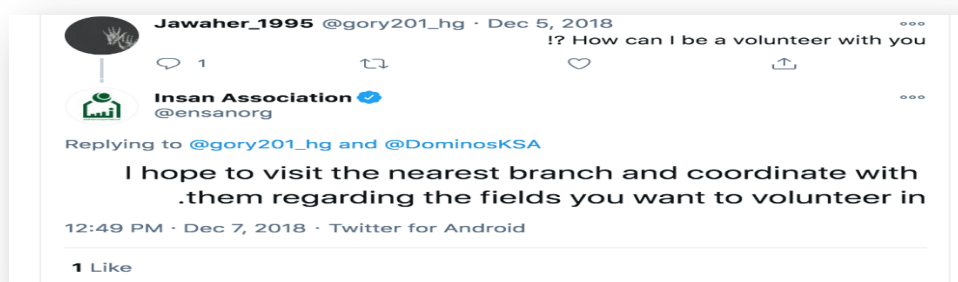 Jawaher_1995 @gory201_hg · Dec 5, 2018
!? How can I be a volunteer with you
1
Insan Association
إنسان
@ensanorg
Replying to @gory201_hg and @DominosKSA
I hope to visit the nearest branch and coordinate with
.them regarding the fields you want to volunteer in
12:49 PM · Dec 7, 2018 · Twitter for Android
1 Like